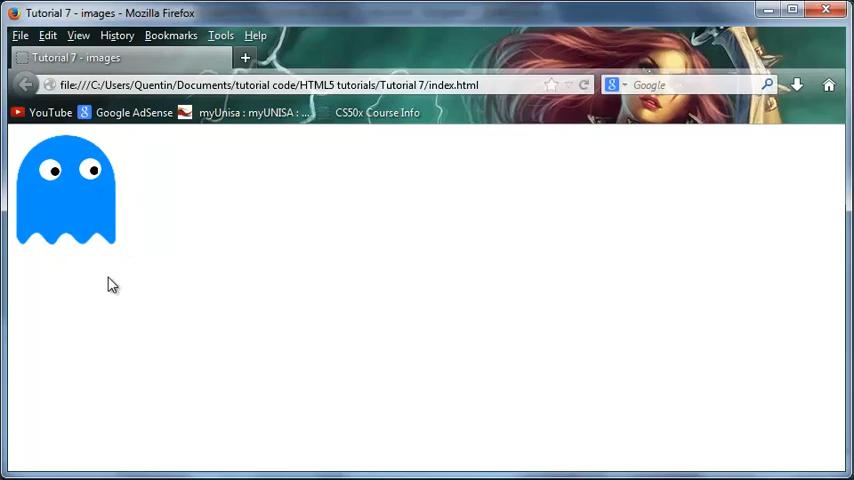 Tutorial 7 - images - Mozilla Firefox
File Edit View History Bookmarks Tools Help
Tutorial 7 - images +
file:///C:/Users/Quentin/Documents/tutorial code/HTML5 tutorials/Tutorial 7/index.html Google
YouTube Google AdSense myUnisa : myUNISA : ... CS50x Course Info